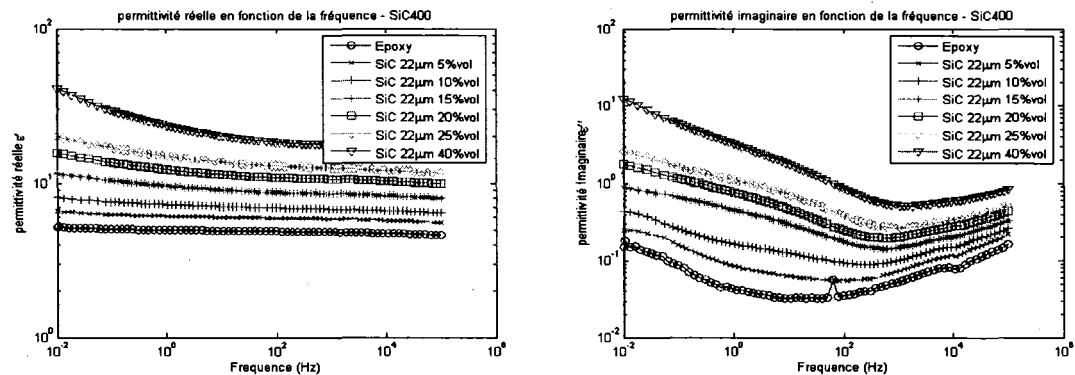 permittivité réelle en fonction de la fréquence - SiC400
10²
Epoxy
SiC 22µm 5%vol
SiC 22µm 10%vol
SiC 22µm 15%vol
SiC 22µm 20%vol
SiC 22µm 25%vol
SiC 22µm 40%vol
permittivité réelle ε'
10¹
10⁰
10⁻² 10⁰ 10² 10⁴ 10⁶
Frequence (Hz)
permittivité imaginaire en fonction de la fréquence - SiC400
10²
Epoxy
SiC 22µm 5%vol
SiC 22µm 10%vol
SiC 22µm 15%vol
SiC 22µm 20%vol
SiC 22µm 25%vol
SiC 22µm 40%vol
permittivité Imaginaire ε''
10¹
10⁰
10⁻¹
10⁻²
10⁻² 10⁰ 10² 10⁴ 10⁶
Frequence (Hz)